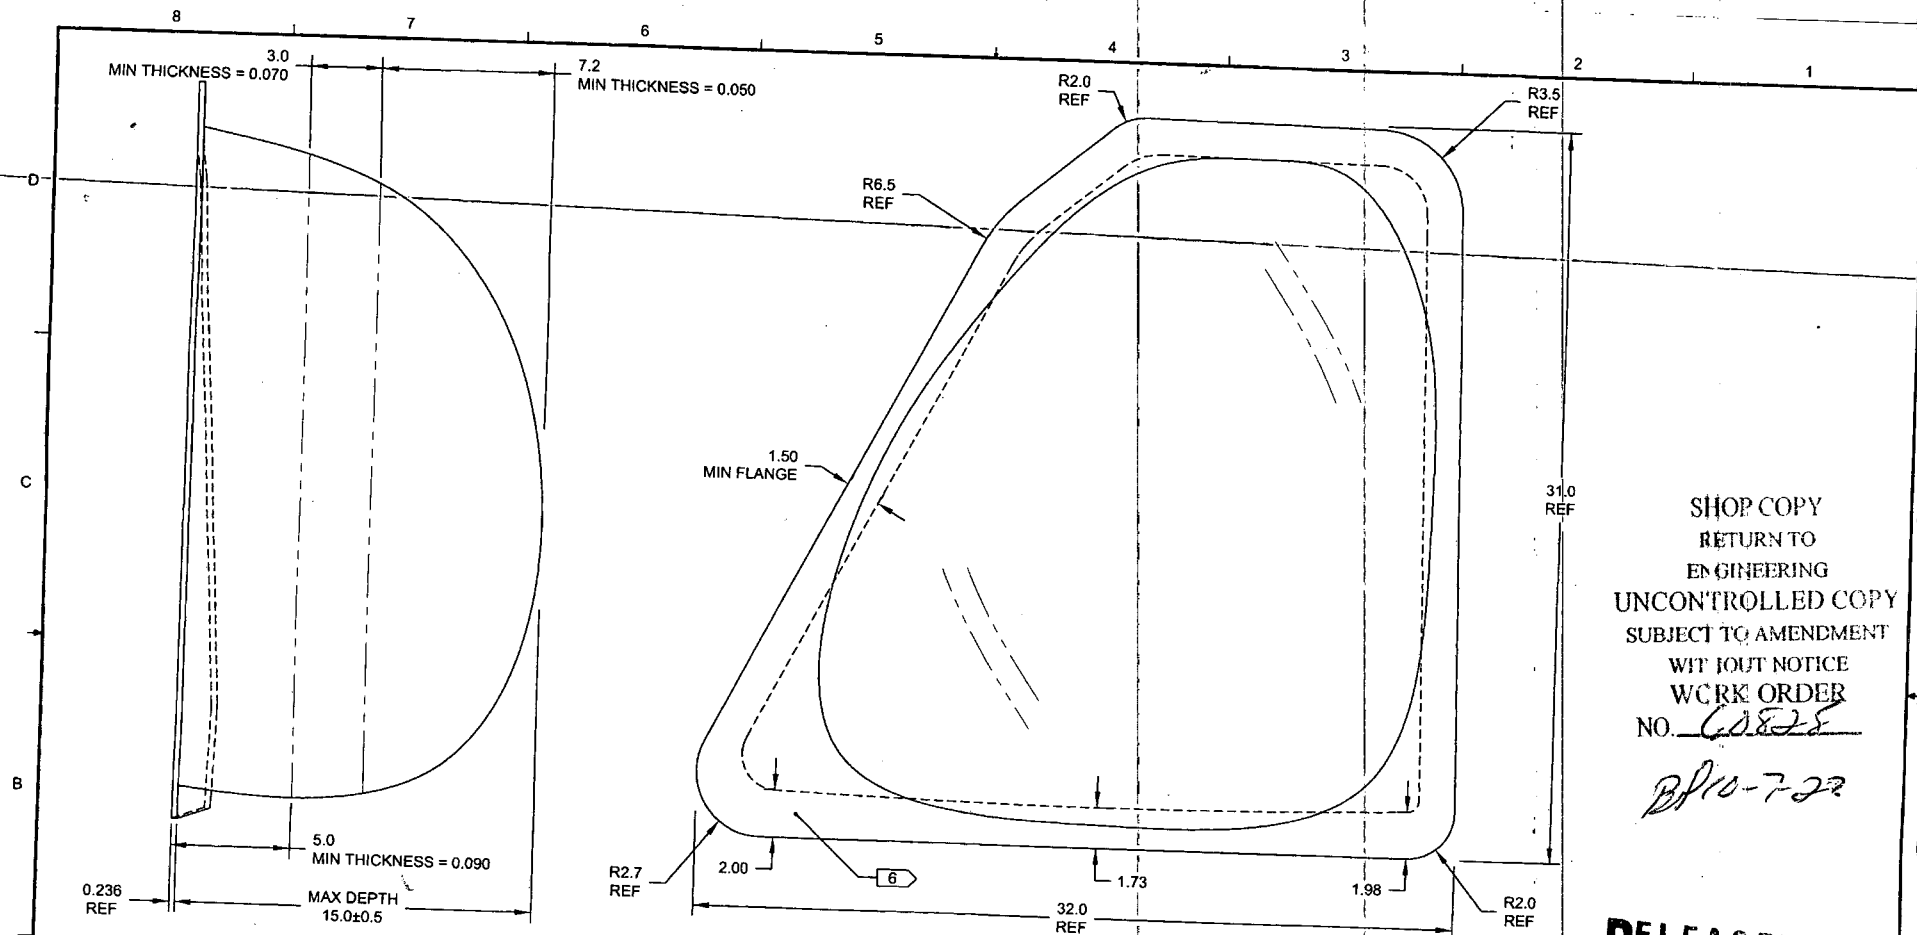 8 7 6 5 4 3 2 1
3.0
MIN THICKNESS = 0.070
7.2
MIN THICKNESS = 0.050
R2.0
REF
R3.5
REF
D
R6.5
REF
1.50
MIN FLANGE
C
31.0
REF
SHOP COPY
RETURN TO
ENGINEERING
UNCONTROLLED COPY
SUBJECT TO AMENDMENT
WITHOUT NOTICE
WORK ORDER
NO.
B
5.0
MIN THICKNESS = 0.090
0.236
REF
MAX DEPTH
15.0±0.5
R2.7
REF
2.00
6
1.73
1.98
32.0
REF
R2.0
REF